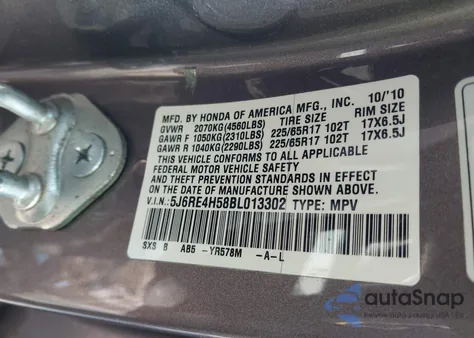 MFD. BY HONDA OF AMERICA MFG., INC. 10/'10
GVWR 2070KG(4560LBS) TIRE SIZE RIM SIZE
GAWR F 1050KG(2310LBS) 225/65R17 102T 17X6.5J
GAWR R 1040KG(2290LBS) 225/65R17 102T 17X6.5J
THIS VEHICLE CONFORMS TO ALL APPLICABLE
FEDERAL MOTOR VEHICLE SAFETY
AND THEFT PREVENTION STANDARDS IN EFFECT
ON THE DATE OF MANUFACTURE SHOWN ABOVE.
V.I.N.: 5J6RE4H58BL013302 TYPE: MPV
SXS B AB5 -YR578M -A-L
autoSnap